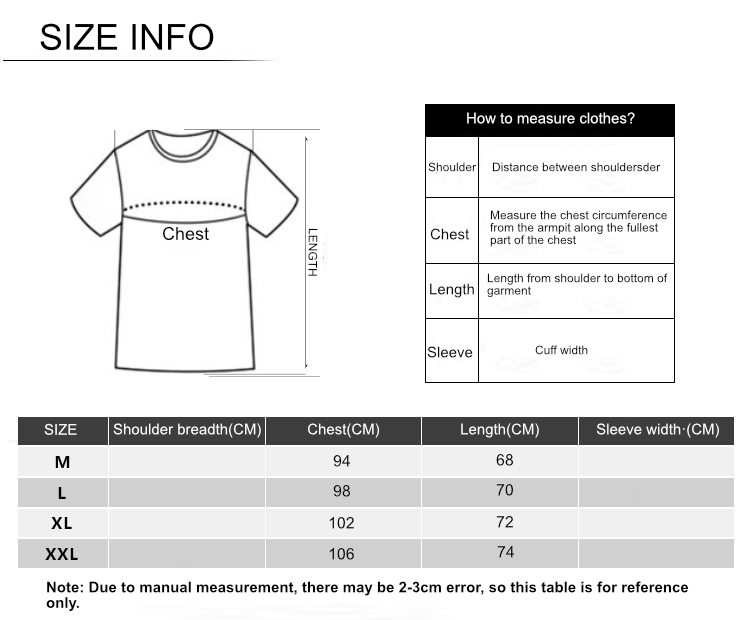 SIZE INFO
How to measure clothes?
Shoulder Distance between shouldersder
Chest Measure the chest circumference
from the armpit along the fullest
part of the chest
Length Length from shoulder to bottom of
garment
Sleeve Cuff width
Chest
LENGTH
SIZE Shoulder breadth(CM) Chest(CM) Length(CM) Sleeve width·(CM)
M 94 68
L 98 70
XL 102 72
XXL 106 74
Note: Due to manual measurement, there may be 2-3cm error, so this table is for reference
only.